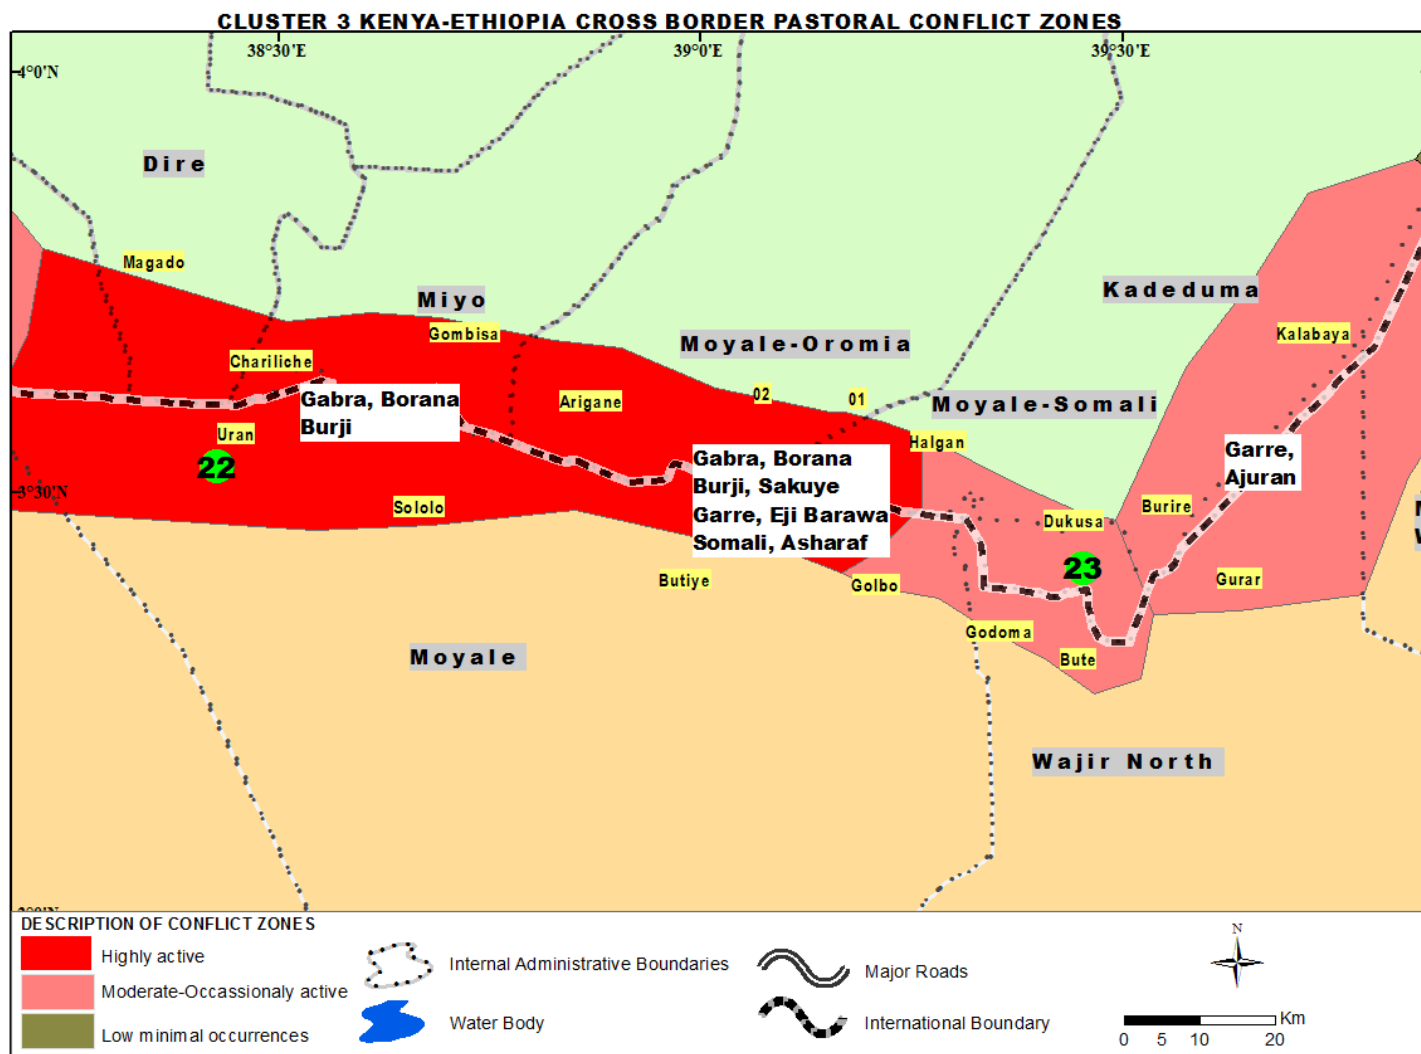 CLUSTER 3 KENYA-ETHIOPIA CROSS BORDER PASTORAL CONFLICT ZONES
38°30'E
39°0'E
39°30'E
4°0'N
Dire
Magado
Miyo
Kadeduma
Gombisa
Kalabaya
Moyale-Oromia
Chariliche
02
01
Arigane
Moyale-Somali
Gabra, Borana
Burji
Uran
Halgan
22
Gabra, Borana
Burji, Sakuye
Garre, Eji Barawa
Somali, Asharaf
Garre,
Ajuran
3°30'N
Sololo
Burire
Dukusa
23
Butiye
Golbo
Gurar
Godoma
Moyale
Bute
Wajir North
DESCRIPTION OF CONFLICT ZONES
Highly active
Moderate-Occassionaly active
Low minimal occurrences
Internal Administrative Boundaries
Water Body
Major Roads
International Boundary
N
Km
0 5 10 20